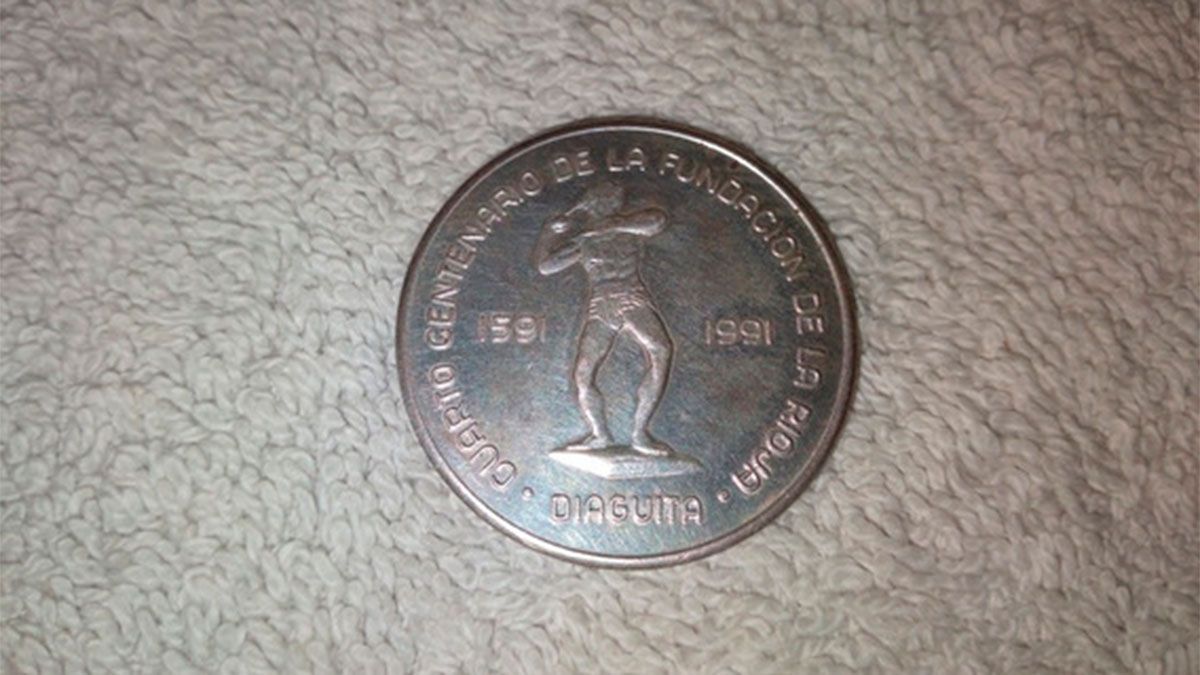 CUARTO CENTENARIO DE LA FUNDACION DE LA RIOJA
1591 1991
· DIAGUITA ·